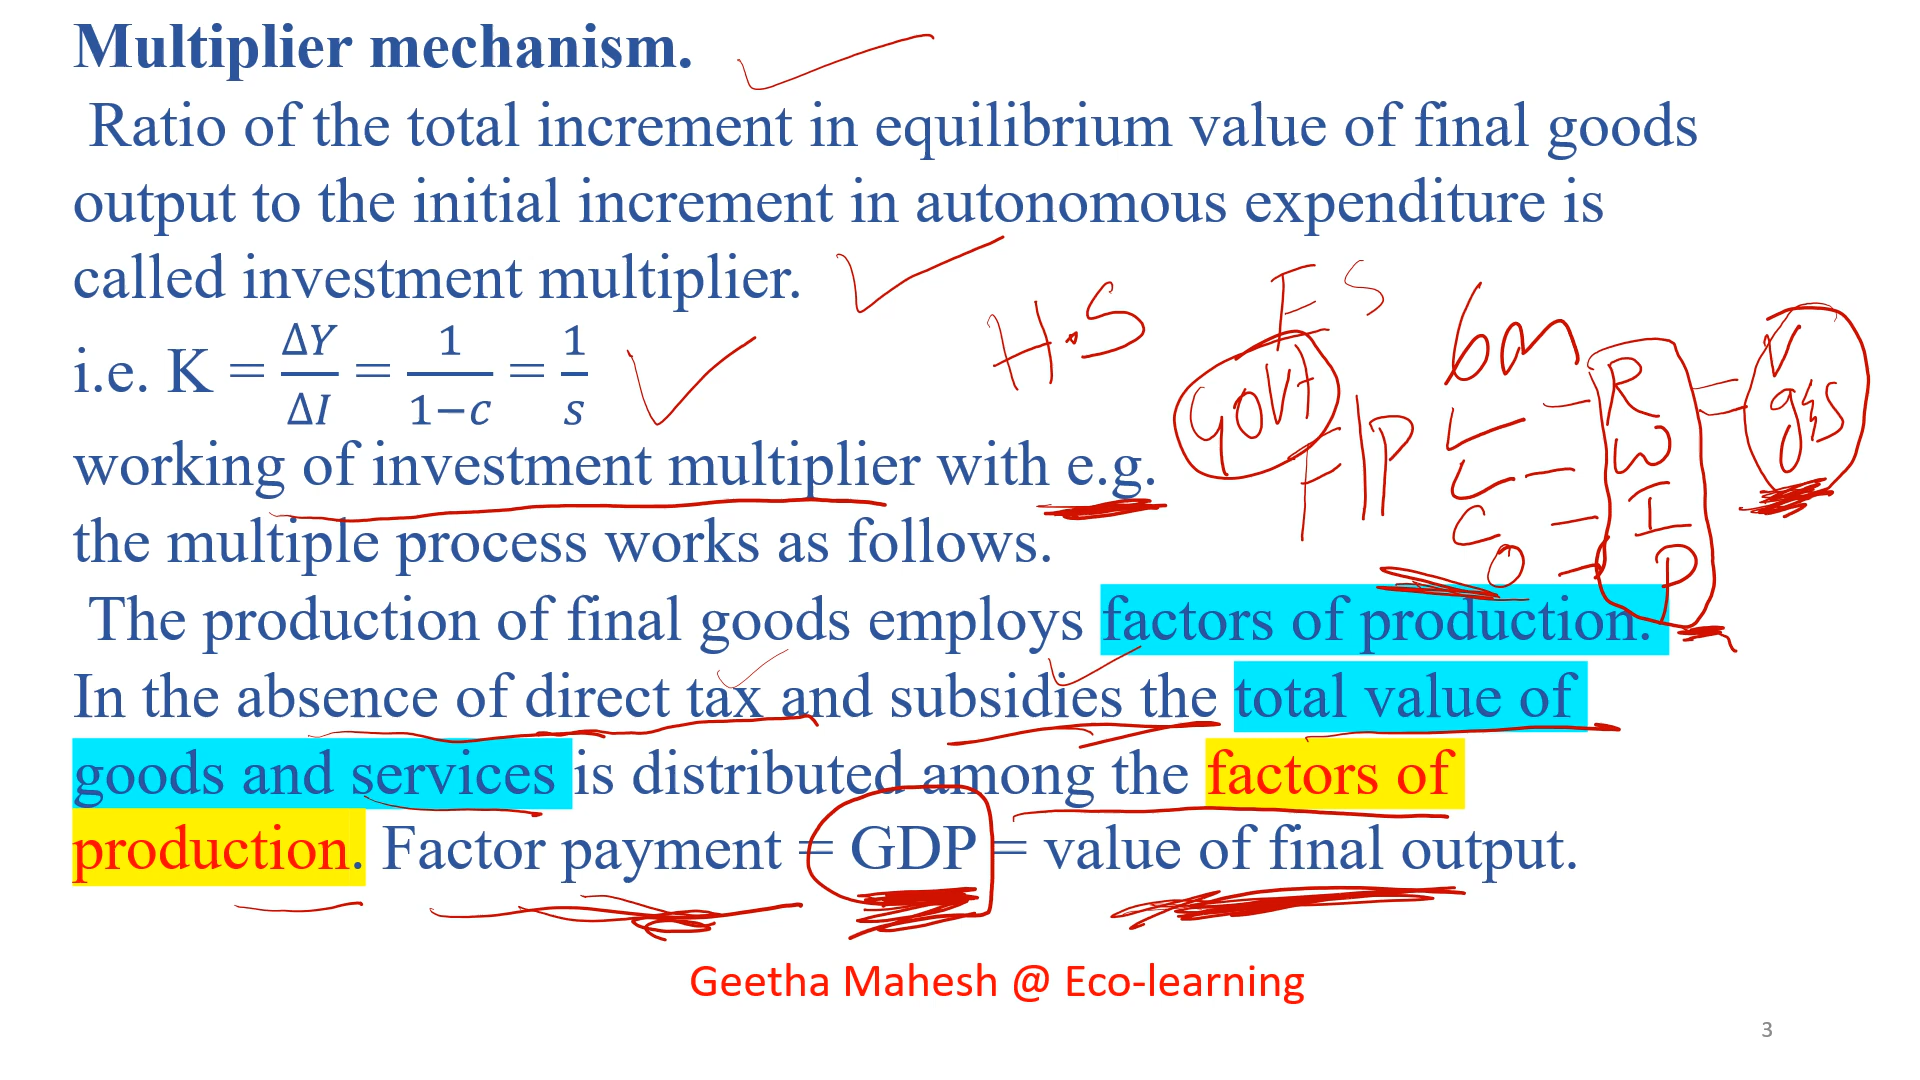 Multiplier mechanism.
Ratio of the total increment in equilibrium value of final goods
output to the initial increment in autonomous expenditure is
called investment multiplier.
H.S
F S
i.e. K = ΔY/ΔI = 1/1−c = 1/s
Govt
FIP
L
L
C
O
R
W
I
P
V
g&s
working of investment multiplier with e.g.
the multiple process works as follows.
The production of final goods employs factors of production.
In the absence of direct tax and subsidies the total value of
goods and services is distributed among the factors of
production. Factor payment = GDP = value of final output.
Geetha Mahesh @ Eco-learning
3